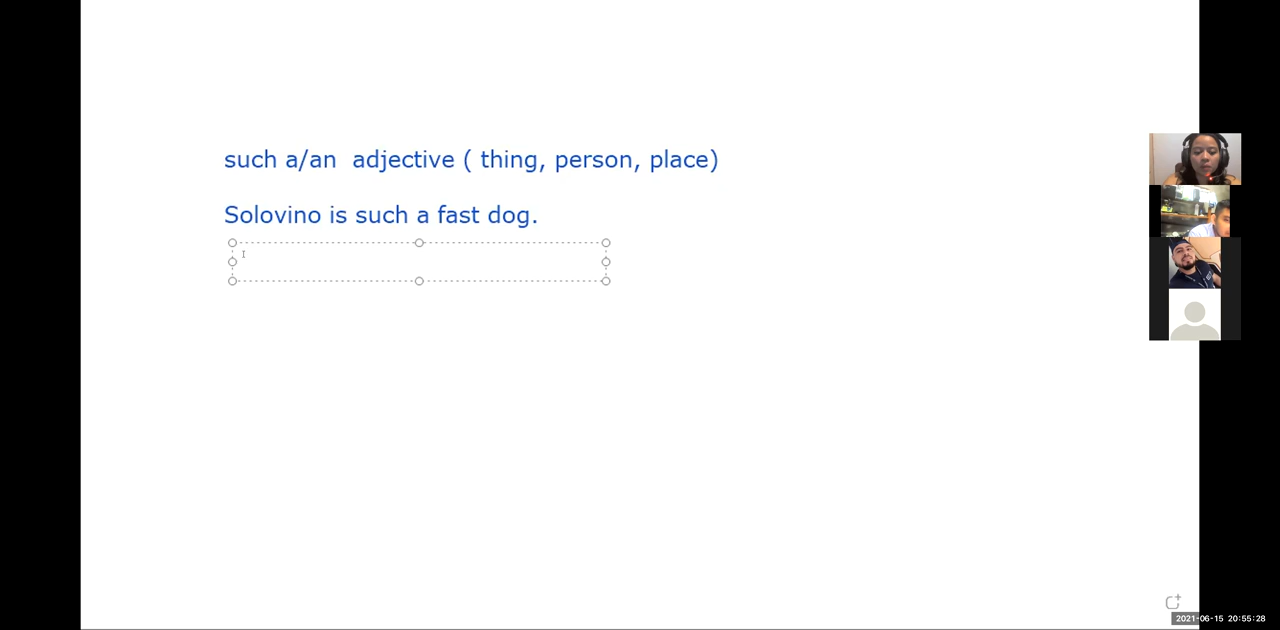 such a/an  adjective ( thing, person, place)
Solovino is such a fast dog.
2021-06-15 20:55:28